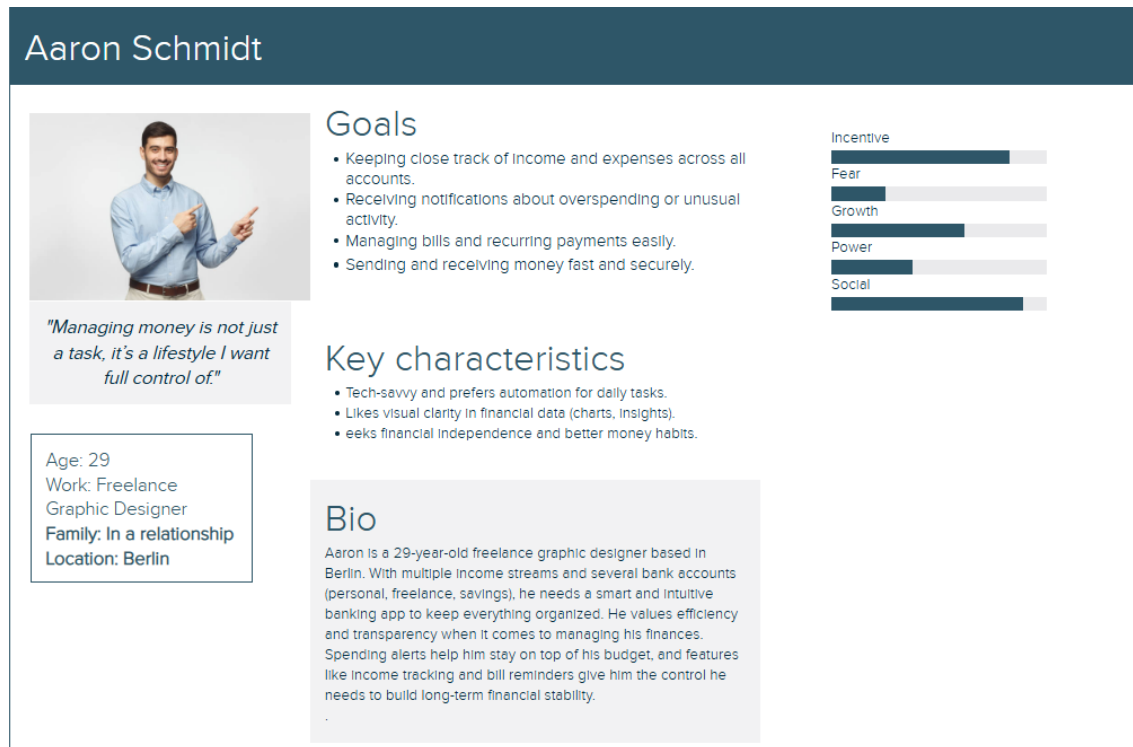 Aaron Schmidt
"Managing money is not just
a task, it's a lifestyle I want
full control of."
Age: 29
Work: Freelance
Graphic Designer
Family: In a relationship
Location: Berlin
Goals
• Keeping close track of income and expenses across all
accounts.
• Receiving notifications about overspending or unusual
activity.
• Managing bills and recurring payments easily.
• Sending and receiving money fast and securely.
Key characteristics
• Tech-savvy and prefers automation for daily tasks.
• Likes visual clarity in financial data (charts, insights).
• eeks financial independence and better money habits.
Bio
Aaron is a 29-year-old freelance graphic designer based in
Berlin. With multiple income streams and several bank accounts
(personal, freelance, savings), he needs a smart and intuitive
banking app to keep everything organized. He values efficiency
and transparency when it comes to managing his finances.
Spending alerts help him stay on top of his budget, and features
like income tracking and bill reminders give him the control he
needs to build long-term financial stability.
.
Incentive
Fear
Growth
Power
Social